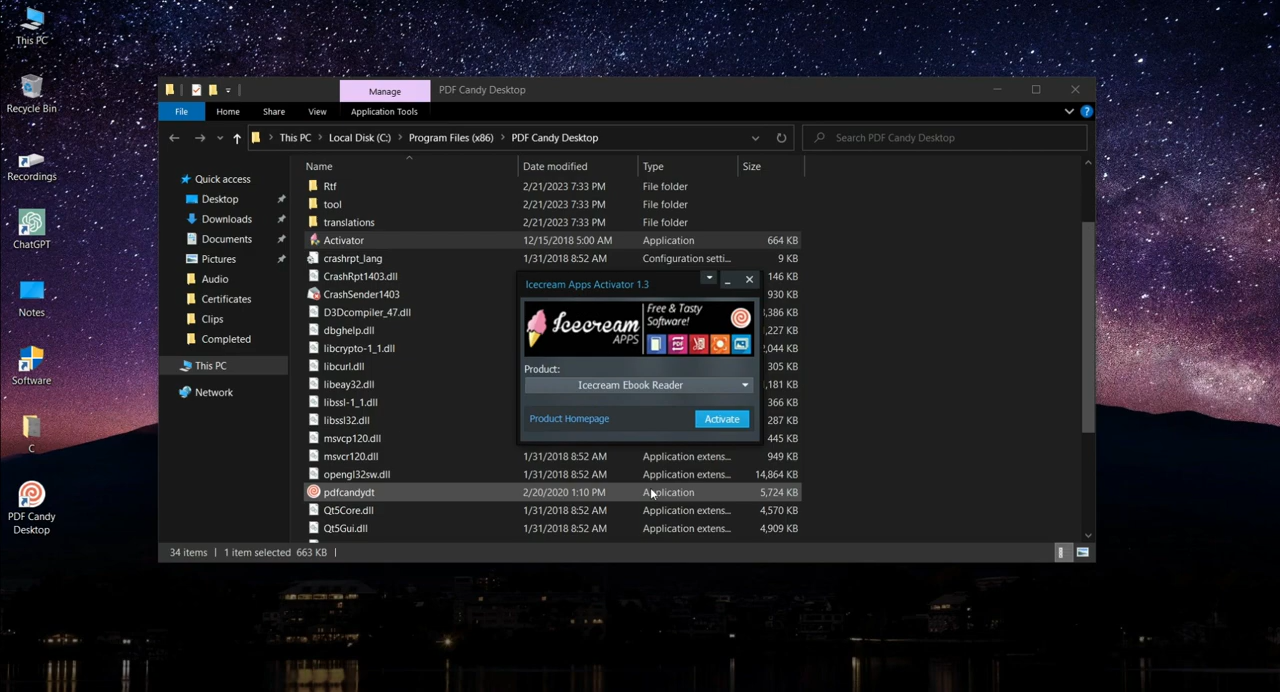 This PC
Recycle Bin
Recordings
ChatGPT
Notes
Software
C
PDF Candy
Desktop
Manage
PDF Candy Desktop
File
Home
Share
View
Application Tools
This PC
Local Disk (C:)
Program Files (x86)
PDF Candy Desktop
Search PDF Candy Desktop
Quick access
Desktop
Downloads
Documents
Pictures
Audio
Certificates
Clips
Completed
This PC
Network
Name Date modified Type Size
Rtf 2/21/2023 7:33 PM File folder
tool 2/21/2023 7:33 PM File folder
translations 2/21/2023 7:33 PM File folder
Activator 12/15/2018 5:00 AM Application 664 KB
crashrpt_lang 1/31/2018 8:52 AM Configuration setti... 9 KB
CrashRpt1403.dll 146 KB
CrashSender1403 930 KB
D3Dcompiler_47.dll ,386 KB
dbghelp.dll ,227 KB
libcrypto-1_1.dll ,044 KB
libcurl.dll 305 KB
libeay32.dll ,181 KB
libssl-1_1.dll 366 KB
libssl32.dll 287 KB
msvcp120.dll 445 KB
msvcr120.dll 1/31/2018 8:52 AM Application extens... 949 KB
opengl32sw.dll 1/31/2018 8:52 AM Application extens... 14,864 KB
pdfcandydt 2/20/2020 1:10 PM Application 5,724 KB
Qt5Core.dll 1/31/2018 8:52 AM Application extens... 4,570 KB
Qt5Gui.dll 1/31/2018 8:52 AM Application extens... 4,909 KB
34 items 1 item selected 663 KB
Icecream Apps Activator 1.3
Icecream
APPS
Free & Tasty
Software!
PDF
Product:
Icecream Ebook Reader
Product Homepage
Activate